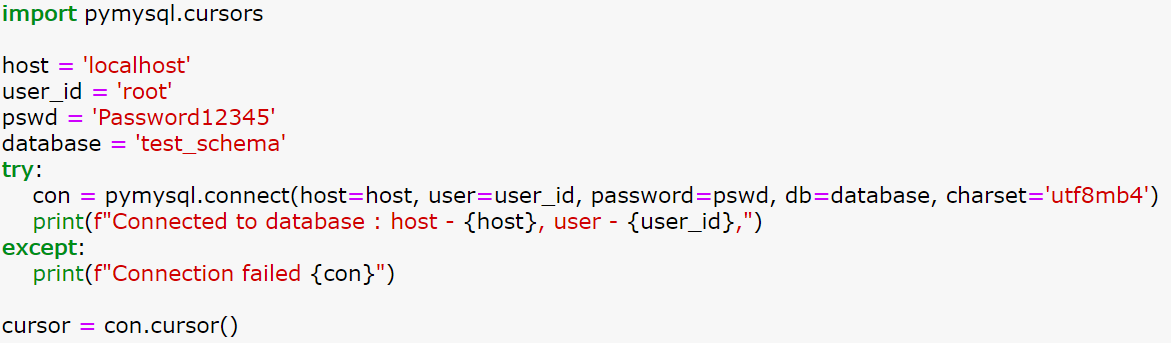 import pymysql.cursors

host = 'localhost'
user_id = 'root'
pswd = 'Password12345'
database = 'test_schema'
try:
    con = pymysql.connect(host=host, user=user_id, password=pswd, db=database, charset='utf8mb4')
    print(f"Connected to database : host - {host}, user - {user_id},")
except:
    print(f"Connection failed {con}")

cursor = con.cursor()